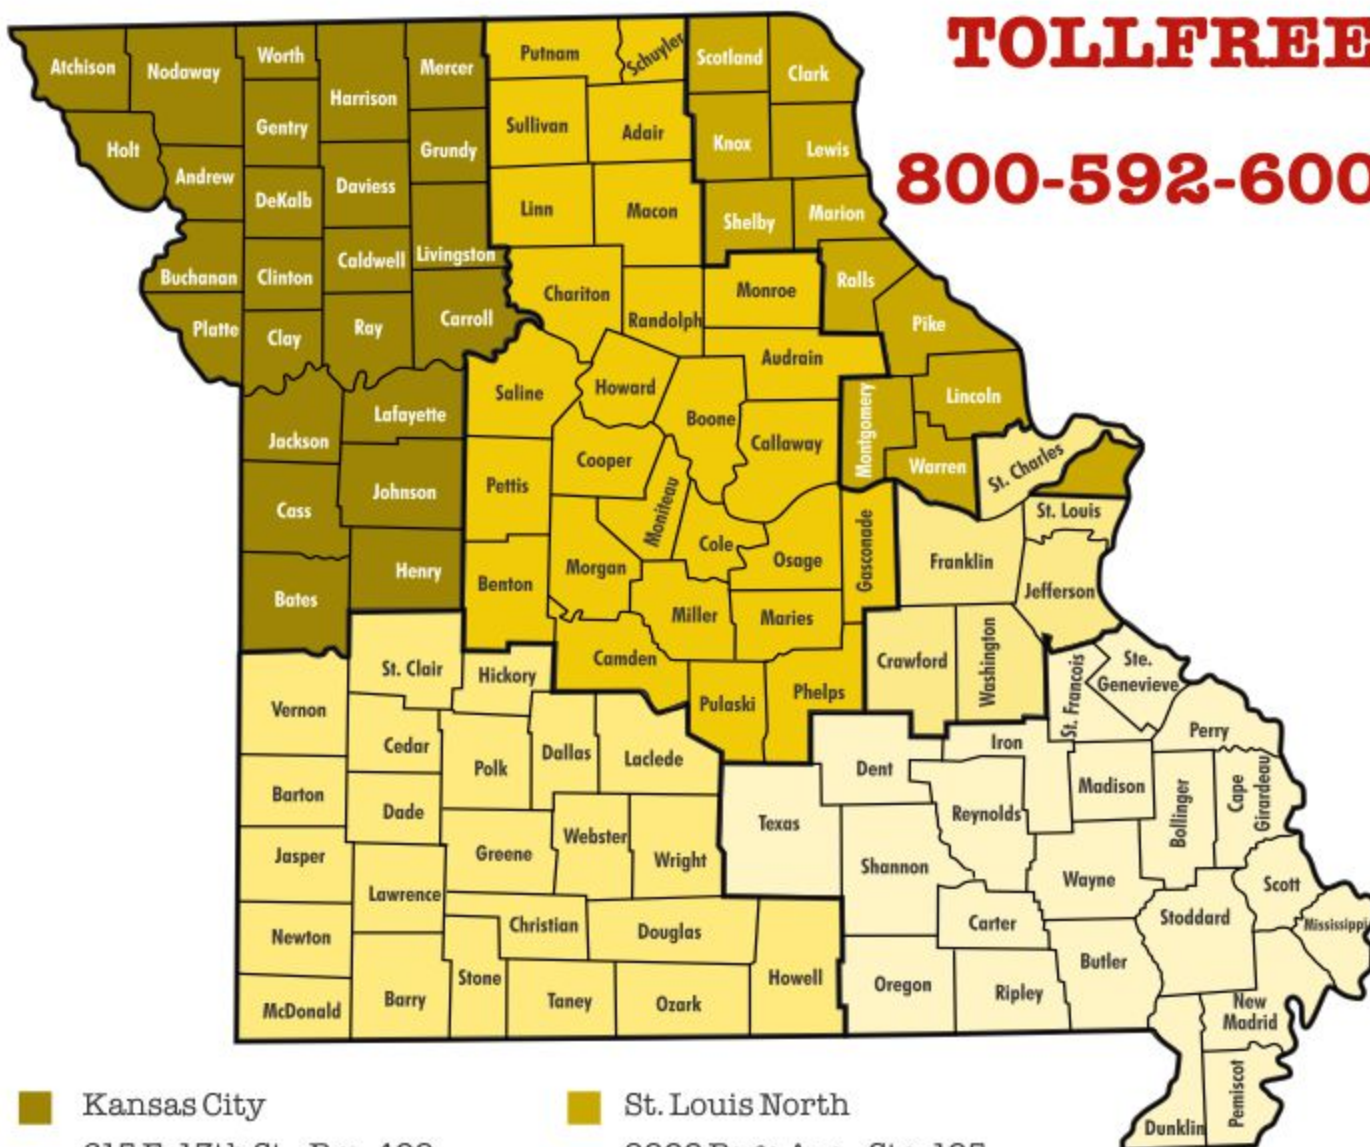 TOLLFREE
800-592-600
Atchison
Nodaway
Worth
Harrison
Mercer
Putnam
Schuyler
Scotland
Clark
Holt
Gentry
Grundy
Sullivan
Adair
Knox
Lewis
Andrew
DeKalb
Daviess
Linn
Macon
Shelby
Marion
Buchanan
Clinton
Caldwell
Livingston
Chariton
Randolph
Monroe
Ralls
Platte
Clay
Ray
Carroll
Audrain
Pike
Saline
Howard
Boone
Callaway
Montgomery
Lincoln
Warren
St. Charles
Jackson
Lafayette
Cass
Johnson
Pettis
Cooper
Moniteau
Cole
Osage
Gasconade
Franklin
St. Louis
Jefferson
Bates
Henry
Benton
Morgan
Miller
Maries
Camden
Pulaski
Phelps
Crawford
Washington
St. Francois
Ste.
Genevieve
Perry
Vernon
St. Clair
Hickory
Cedar
Polk
Dallas
Laclede
Dent
Iron
Madison
Bollinger
Cape
Girardeau
Barton
Dade
Texas
Reynolds
Jasper
Greene
Webster
Wright
Shannon
Wayne
Scott
Lawrence
Christian
Douglas
Carter
Stoddard
Mississippi
Newton
Stone
Howell
Butler
McDonald
Barry
Taney
Ozark
Oregon
Ripley
New
Madrid
Dunklin
Pemiscot
Kansas City
St. Louis North